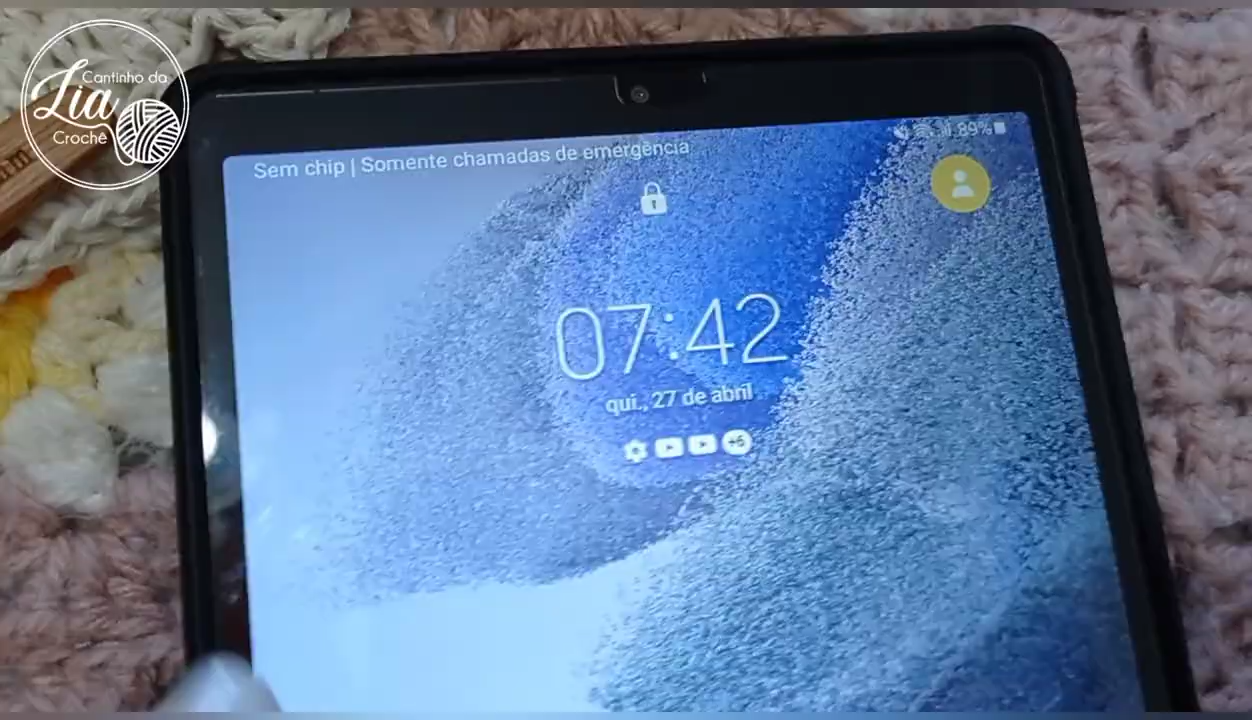 Cantinho da
Lia
Crochê
89%
Sem chip | Somente chamadas de emergência
07:42
qui., 27 de abril
+6